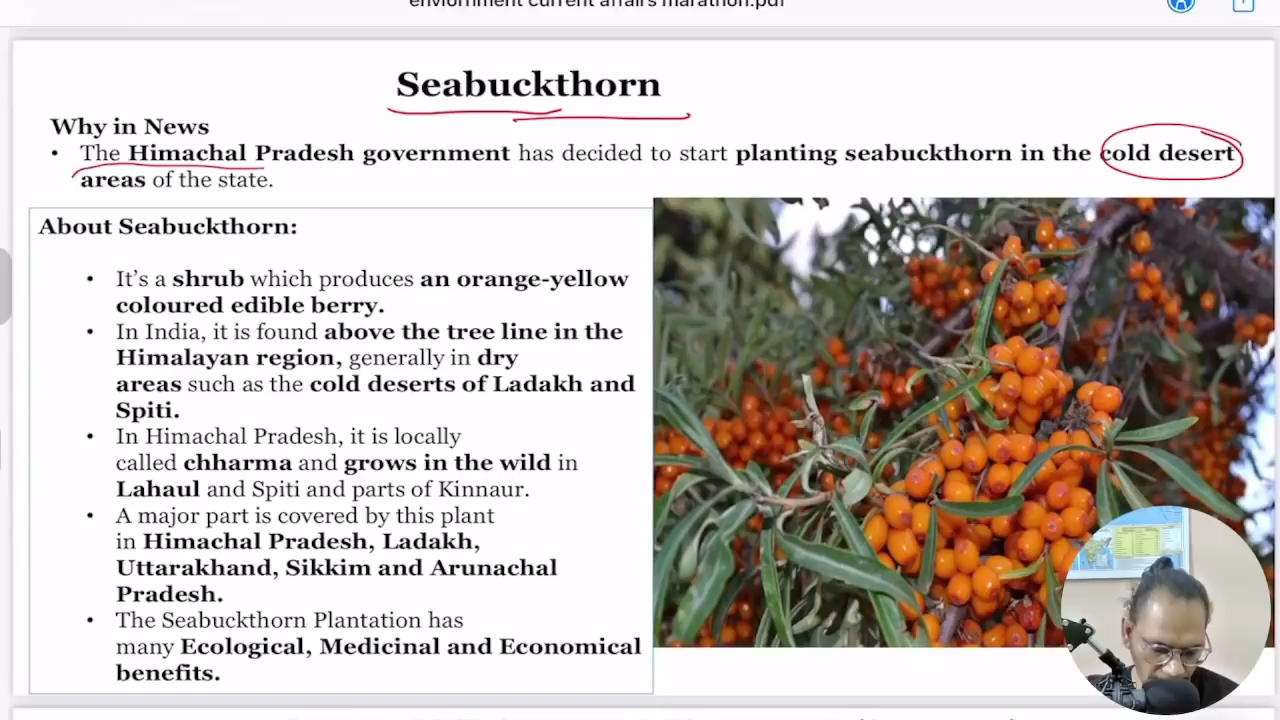 enviornment current affairs marathon.pdf
Seabuckthorn
Why in News
• The Himachal Pradesh government has decided to start planting seabuckthorn in the cold desert
areas of the state.
About Seabuckthorn:
• It's a shrub which produces an orange-yellow
coloured edible berry.
• In India, it is found above the tree line in the
Himalayan region, generally in dry
areas such as the cold deserts of Ladakh and
Spiti.
• In Himachal Pradesh, it is locally
called chharma and grows in the wild in
Lahaul and Spiti and parts of Kinnaur.
• A major part is covered by this plant
in Himachal Pradesh, Ladakh,
Uttarakhand, Sikkim and Arunachal
Pradesh.
• The Seabuckthorn Plantation has
many Ecological, Medicinal and Economical
benefits.